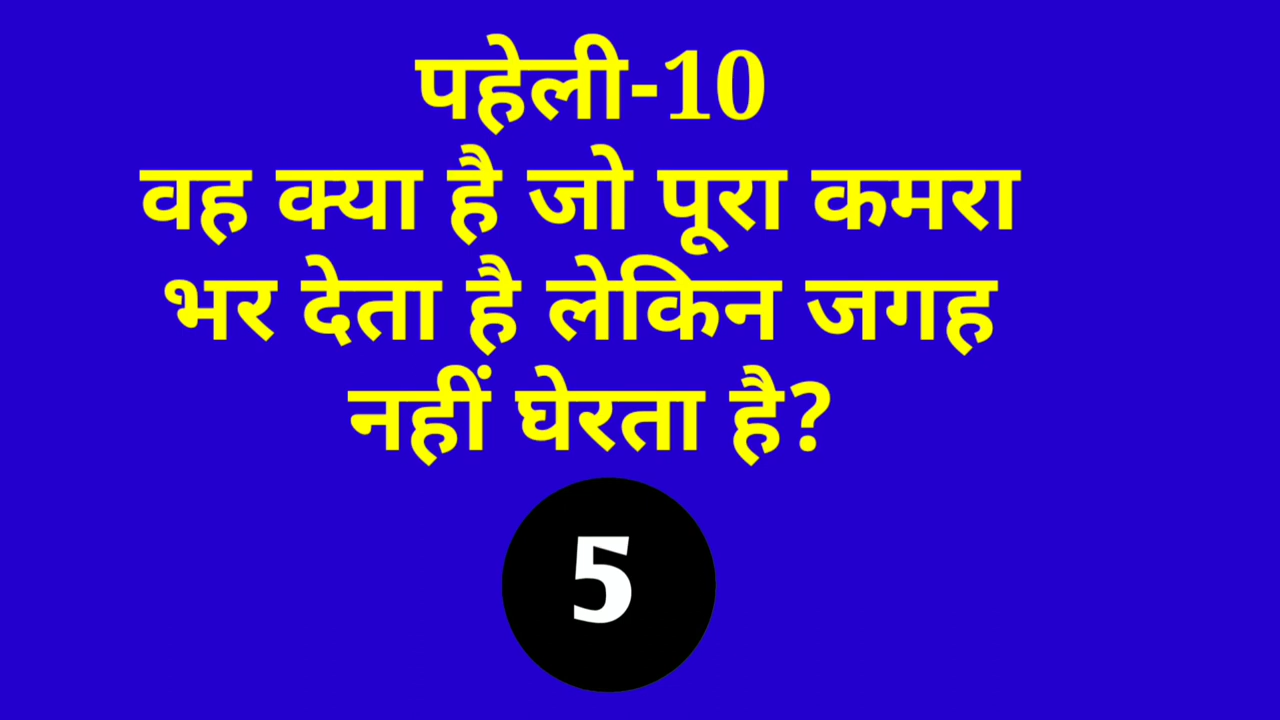 पहेली-10
वह क्या है जो पूरा कमरा
भर देता है लेकिन जगह
नहीं घेरता है?
5